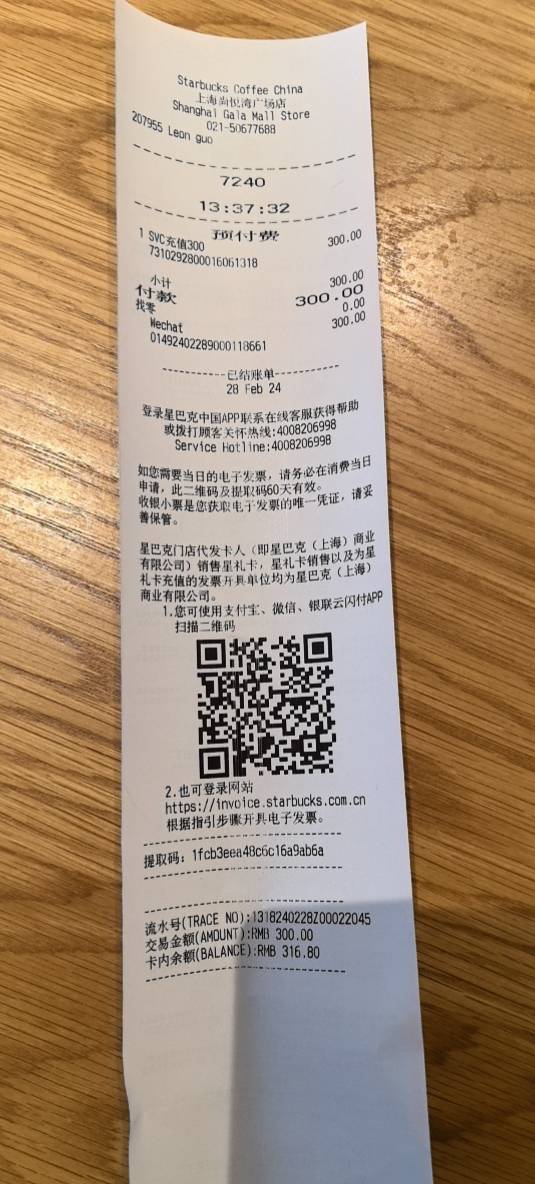 Starbucks Coffee China
上海尚悦湾广场店
Shanghai Gala Mall Store
021-50677688
207955 Leon guo
7240
13:37:32
预付费
1 SVC充值300 300.00
7310292800016061318
小计 300.00
付款 300.00
找零 0.00
Wechat 300.00
01492402289000118661
------------已结账单------------
28 Feb 24
登录星巴克中国APP联系在线客服获得帮助
或拨打顾客关怀热线:4008206998
Service Hotline:4008206998
如您需要当日的电子发票，请务必在消费当日
申请，此二维码及提取码60天有效。
收银小票是您获取电子发票的唯一凭证，请妥
善保管。
星巴克门店代发卡人（即星巴克（上海）商业
有限公司）销售星礼卡，星礼卡销售以及为星
礼卡充值的发票开具单位均为星巴克（上海）
商业有限公司。
1.您可使用支付宝、微信、银联云闪付APP
扫描二维码
2.也可登录网站
https://invoice.starbucks.com.cn
根据指引步骤开具电子发票。
提取码：1fcb3eea48c6c16a9ab6a
流水号(TRACE NO):1318240228Z00022045
交易金额(AMOUNT):RMB 300.00
卡内余额(BALANCE):RMB 316.80